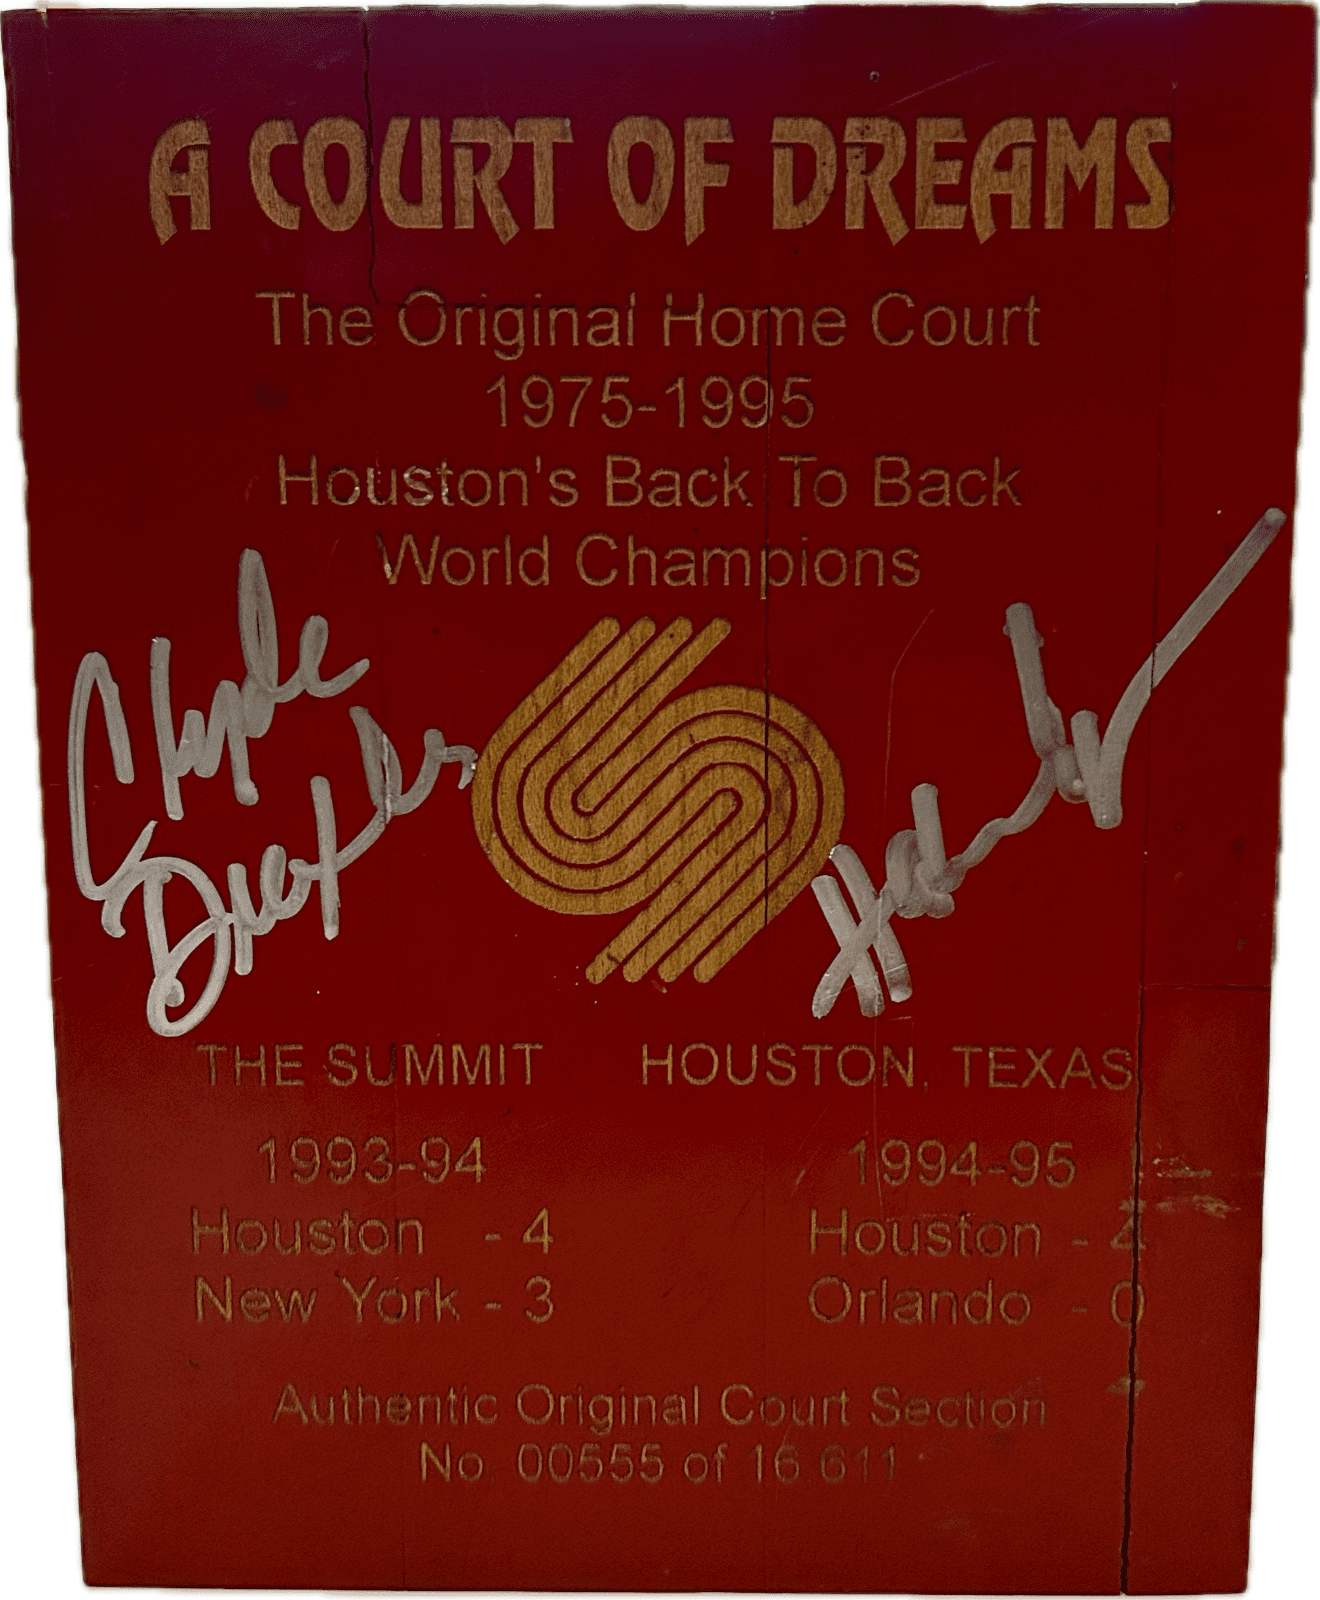 A COURT OF DREAMS
The Original Home Court
1975-1995
Houston's Back To Back
World Champions
Clyde
Drexler
THE SUMMIT HOUSTON, TEXAS
1993-94 1994-95
Houston - 4 Houston - 4
New York - 3 Orlando - 0
Authentic Original Court Section
No. 00555 of 16,611